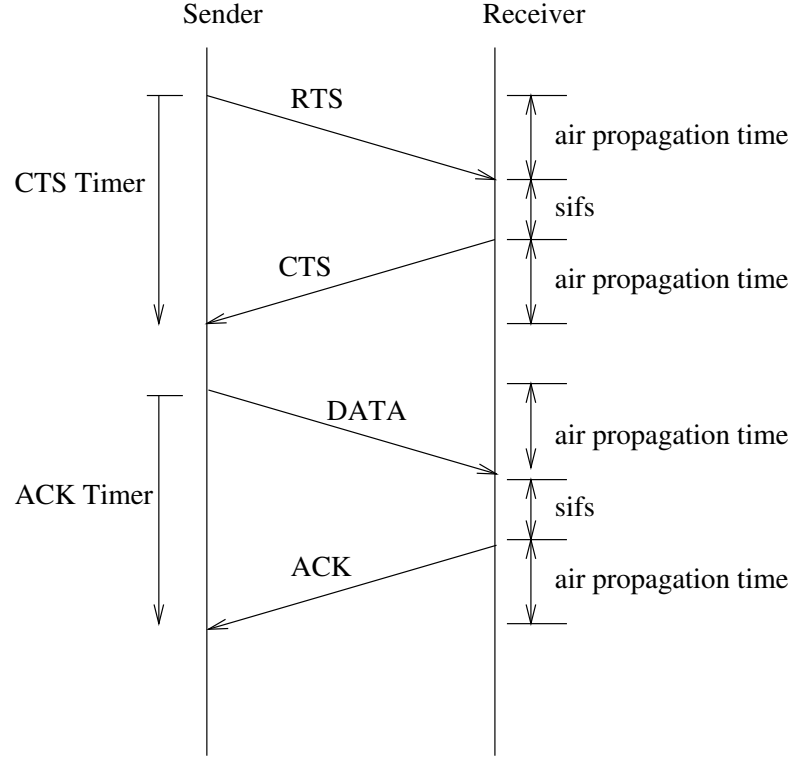 Sender
Receiver
RTS
air propagation time
CTS Timer
sifs
CTS
air propagation time
DATA
air propagation time
ACK Timer
sifs
ACK
air propagation time